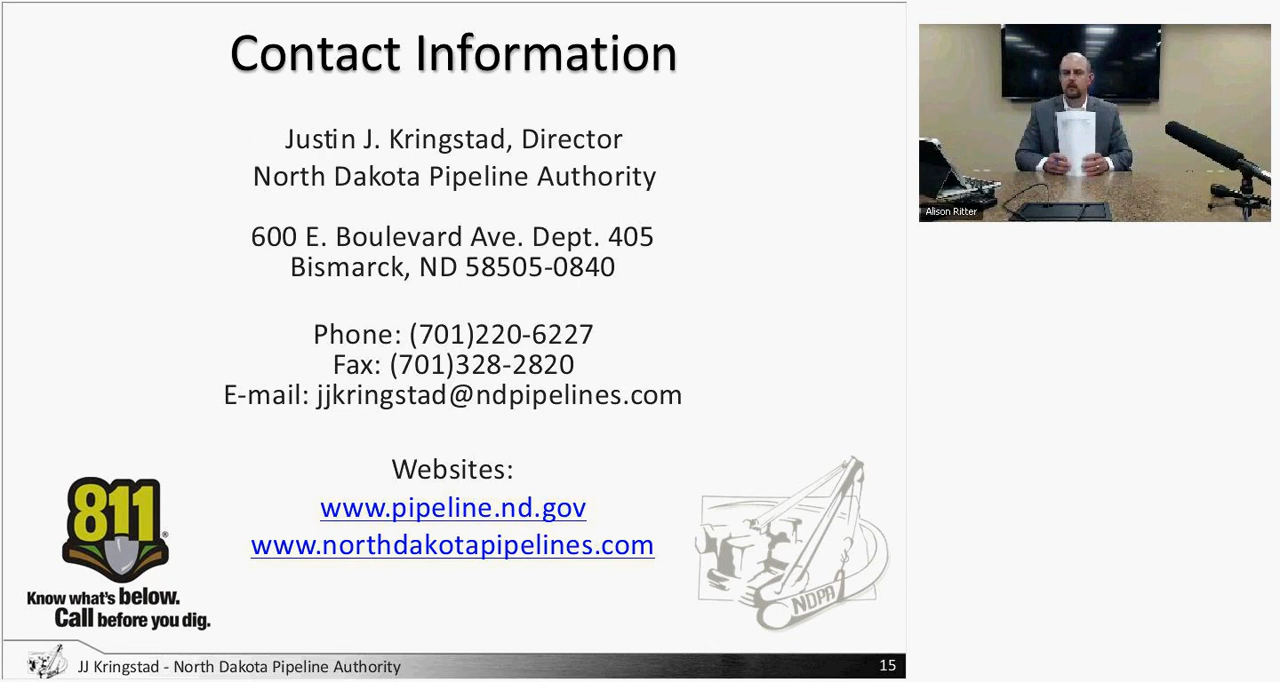 Contact Information
Justin J. Kringstad, Director
North Dakota Pipeline Authority
600 E. Boulevard Ave. Dept. 405
Bismarck, ND 58505-0840
Phone: (701)220-6227
Fax: (701)328-2820
E-mail: jjkringstad@ndpipelines.com
Websites:
www.pipeline.nd.gov
www.northdakotapipelines.com
811®
Know what's below.
Call before you dig.
NDPA
JJ Kringstad - North Dakota Pipeline Authority
15
Alison Ritter